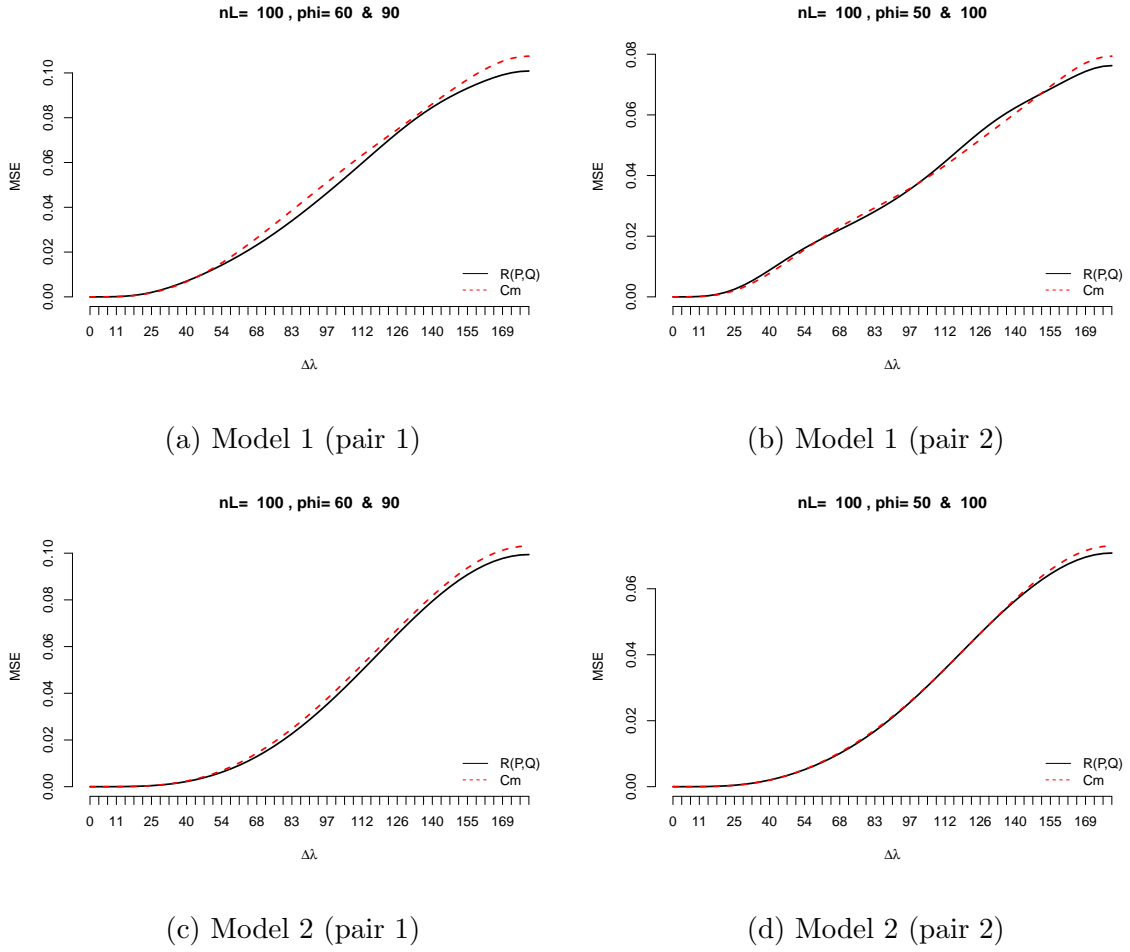 nL= 100 , phi= 60 & 90
MSE
0.00 0.02 0.04 0.06 0.08 0.10
R(P,Q)
Cm
0 11 25 40 54 68 83 97 112 126 140 155 169
Δλ
(a) Model 1 (pair 1)
nL= 100 , phi= 50 & 100
MSE
0.00 0.02 0.04 0.06 0.08
R(P,Q)
Cm
0 11 25 40 54 68 83 97 112 126 140 155 169
Δλ
(b) Model 1 (pair 2)
nL= 100 , phi= 60 & 90
MSE
0.00 0.02 0.04 0.06 0.08 0.10
R(P,Q)
Cm
0 11 25 40 54 68 83 97 112 126 140 155 169
Δλ
(c) Model 2 (pair 1)
nL= 100 , phi= 50 & 100
MSE
0.00 0.02 0.04 0.06
R(P,Q)
Cm
0 11 25 40 54 68 83 97 112 126 140 155 169
Δλ
(d) Model 2 (pair 2)